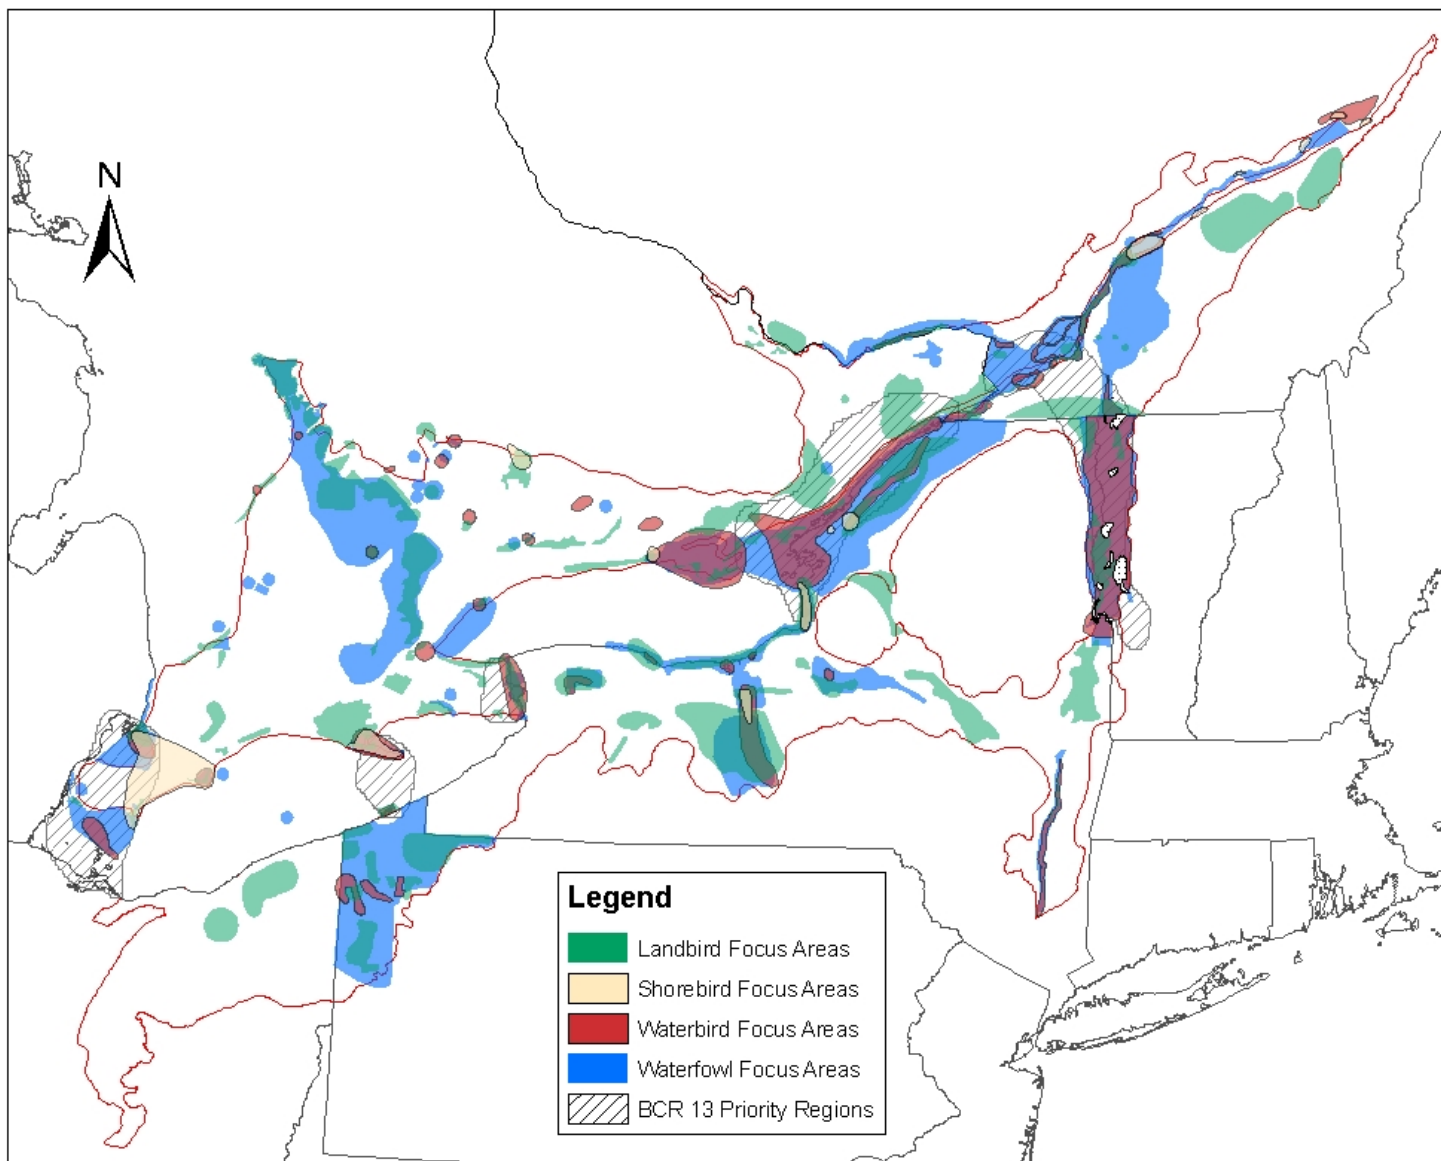 N
Legend
Landbird Focus Areas
Shorebird Focus Areas
Waterbird Focus Areas
Waterfowl Focus Areas
BCR 13 Priority Regions